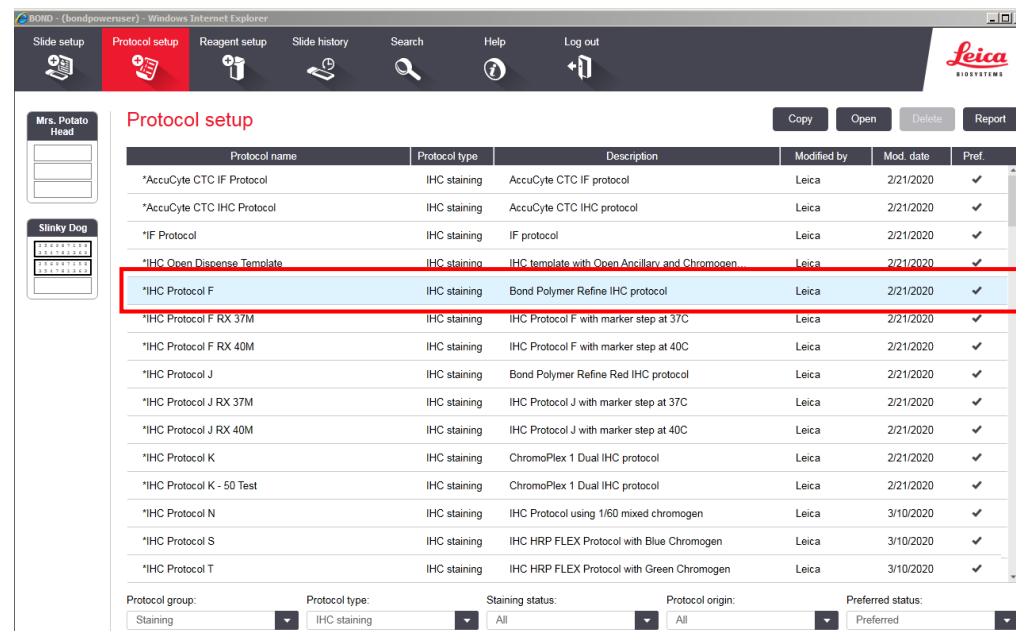 BOND - (bondpoweruser) - Windows Internet Explorer
Slide setup Protocol setup Reagent setup Slide history Search Help Log out
Leica
BIOSYSTEMS
Mrs. Potato Head
Slinky Dog
Protocol setup
Copy Open Delete Report
Protocol name Protocol type Description Modified by Mod. date Pref.
*AccuCyte CTC IF Protocol IHC staining AccuCyte CTC IF protocol Leica 2/21/2020 ✔
*AccuCyte CTC IHC Protocol IHC staining AccuCyte CTC IHC protocol Leica 2/21/2020 ✔
*IF Protocol IHC staining IF protocol Leica 2/21/2020 ✔
*IHC Open Dispense Template IHC staining IHC template with Open Ancillary and Chromogen... Leica 2/21/2020 ✔
*IHC Protocol F IHC staining Bond Polymer Refine IHC protocol Leica 2/21/2020 ✔
*IHC Protocol F RX 37M IHC staining IHC Protocol F with marker step at 37C Leica 2/21/2020 ✔
*IHC Protocol F RX 40M IHC staining IHC Protocol F with marker step at 40C Leica 2/21/2020 ✔
*IHC Protocol J IHC staining Bond Polymer Refine Red IHC protocol Leica 2/21/2020 ✔
*IHC Protocol J RX 37M IHC staining IHC Protocol J with marker step at 37C Leica 2/21/2020 ✔
*IHC Protocol J RX 40M IHC staining IHC Protocol J with marker step at 40C Leica 2/21/2020 ✔
*IHC Protocol K IHC staining ChromoPlex 1 Dual IHC protocol Leica 2/21/2020 ✔
*IHC Protocol K - 50 Test IHC staining ChromoPlex 1 Dual IHC protocol Leica 2/21/2020 ✔
*IHC Protocol N IHC staining IHC Protocol using 1/60 mixed chromogen Leica 3/10/2020 ✔
*IHC Protocol S IHC staining IHC HRP FLEX Protocol with Blue Chromogen Leica 3/10/2020 ✔
*IHC Protocol T IHC staining IHC HRP FLEX Protocol with Green Chromogen Leica 3/10/2020 ✔
Protocol group: Protocol type: Staining status: Protocol origin: Preferred status:
Staining IHC staining All All Preferred